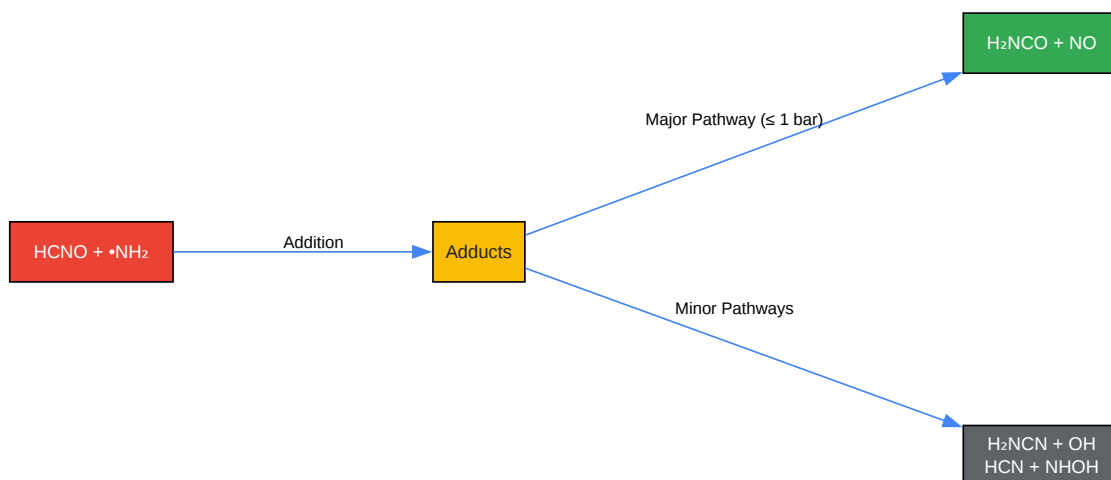 H₂NCO + NO
Major Pathway (≤ 1 bar)
HCNO + •NH₂
Addition
Adducts
Minor Pathways
H₂NCN + OH
HCN + NHOH